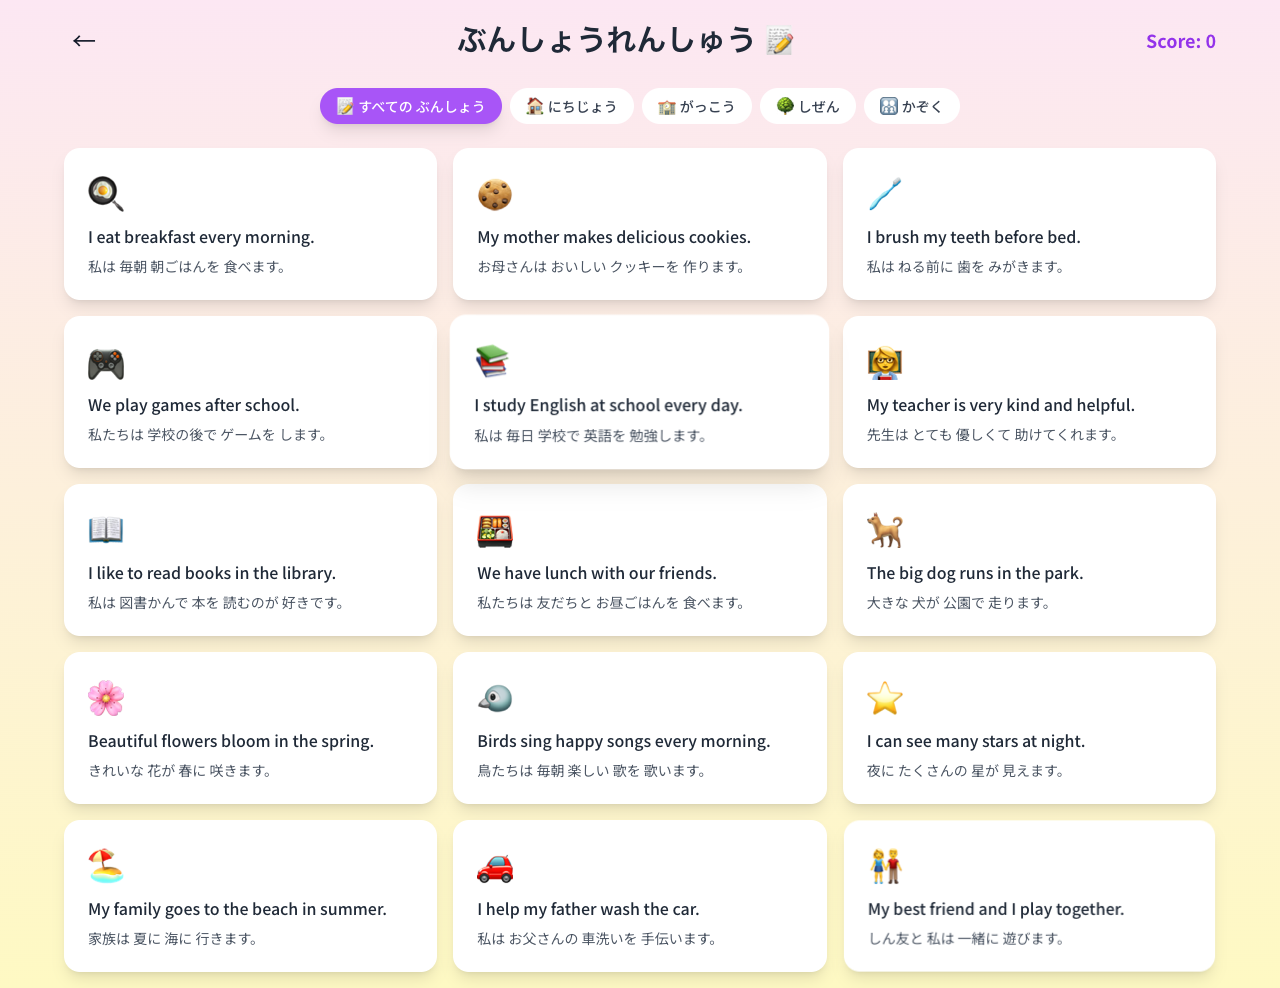 ←
ぶんしょうれんしゅう 📝
Score: 0
📝 すべての ぶんしょう
🏠 にちじょう
🏫 がっこう
🌳 しぜん
👨‍👩‍👧‍👦 かぞく
I eat breakfast every morning.
私は 毎朝 朝ごはんを 食べます。
My mother makes delicious cookies.
お母さんは おいしい クッキーを 作ります。
I brush my teeth before bed.
私は ねる前に 歯を みがきます。
We play games after school.
私たちは 学校の後で ゲームを します。
I study English at school every day.
私は 毎日 学校で 英語を 勉強します。
My teacher is very kind and helpful.
先生は とても 優しくて 助けてくれます。
I like to read books in the library.
私は 図書かんで 本を 読むのが 好きです。
We have lunch with our friends.
私たちは 友だちと お昼ごはんを 食べます。
The big dog runs in the park.
大きな 犬が 公園で 走ります。
Beautiful flowers bloom in the spring.
きれいな 花が 春に 咲きます。
Birds sing happy songs every morning.
鳥たちは 毎朝 楽しい 歌を 歌います。
I can see many stars at night.
夜に たくさんの 星が 見えます。
My family goes to the beach in summer.
家族は 夏に 海に 行きます。
I help my father wash the car.
私は お父さんの 車洗いを 手伝います。
My best friend and I play together.
しん友と 私は 一緒に 遊びます。